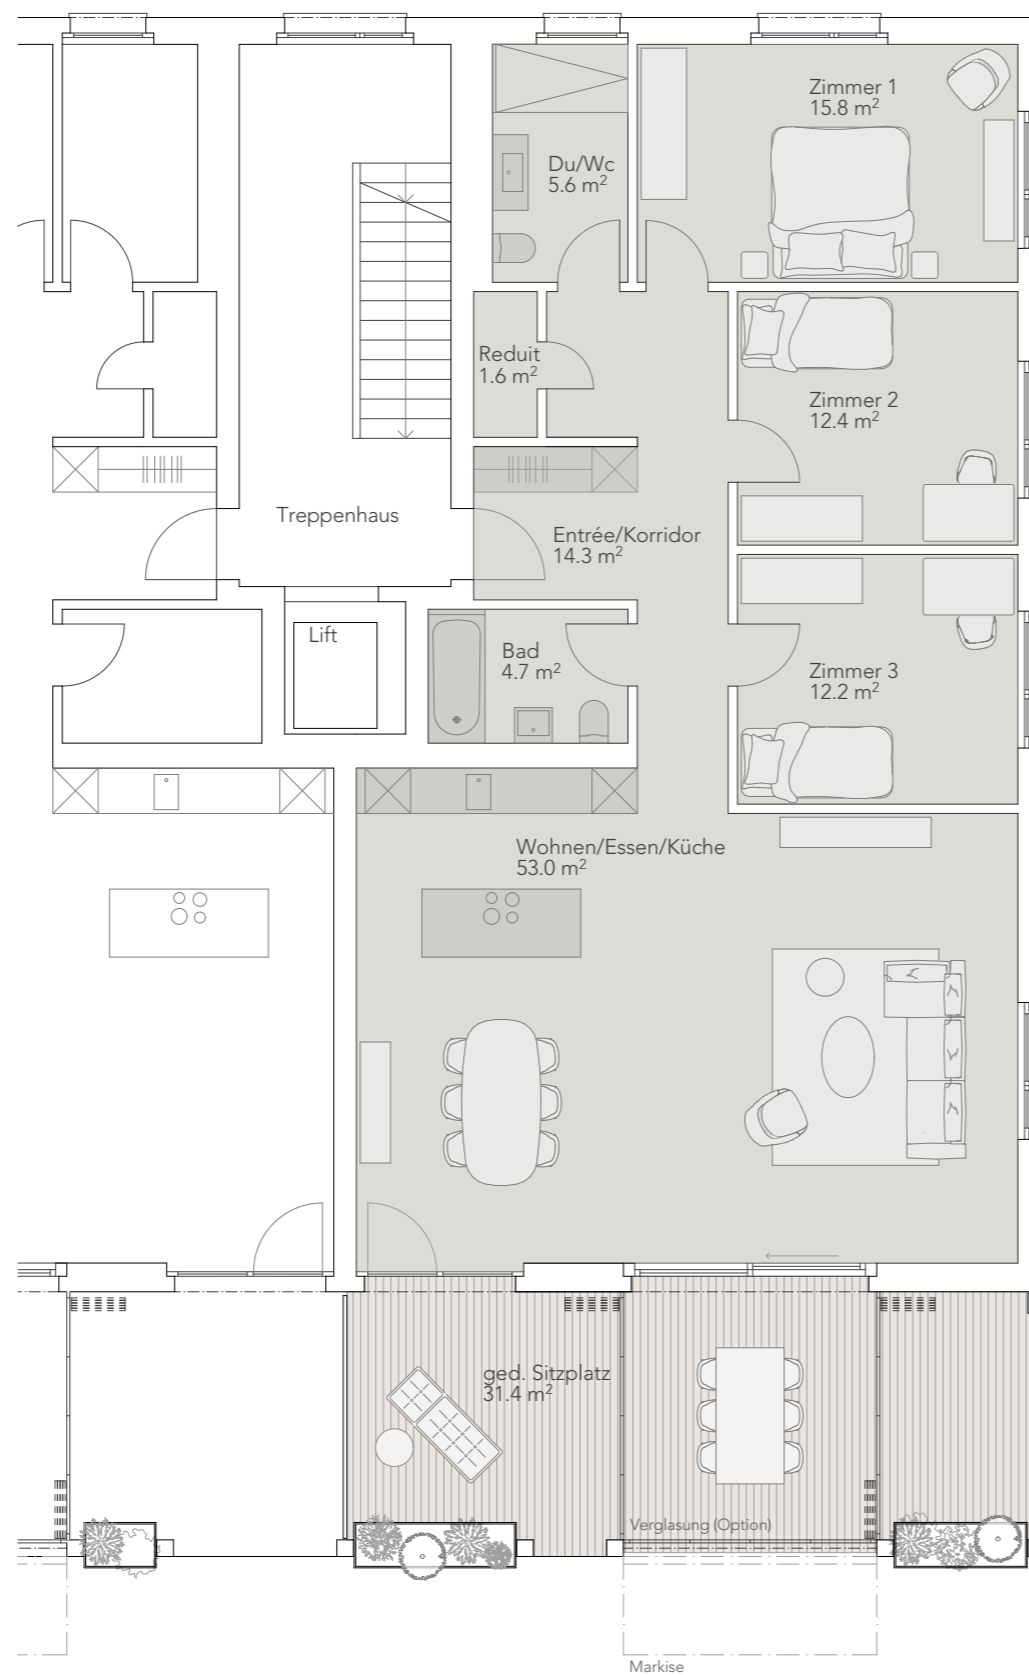 Zimmer 1
15.8 m²
Du/Wc
5.6 m²
Reduit
1.6 m²
Zimmer 2
12.4 m²
Treppenhaus
Entrée/Korridor
14.3 m²
Lift
Bad
4.7 m²
Zimmer 3
12.2 m²
Wohnen/Essen/Küche
53.0 m²
ged. Sitzplatz
31.4 m²
Verglasung (Option)
Markise